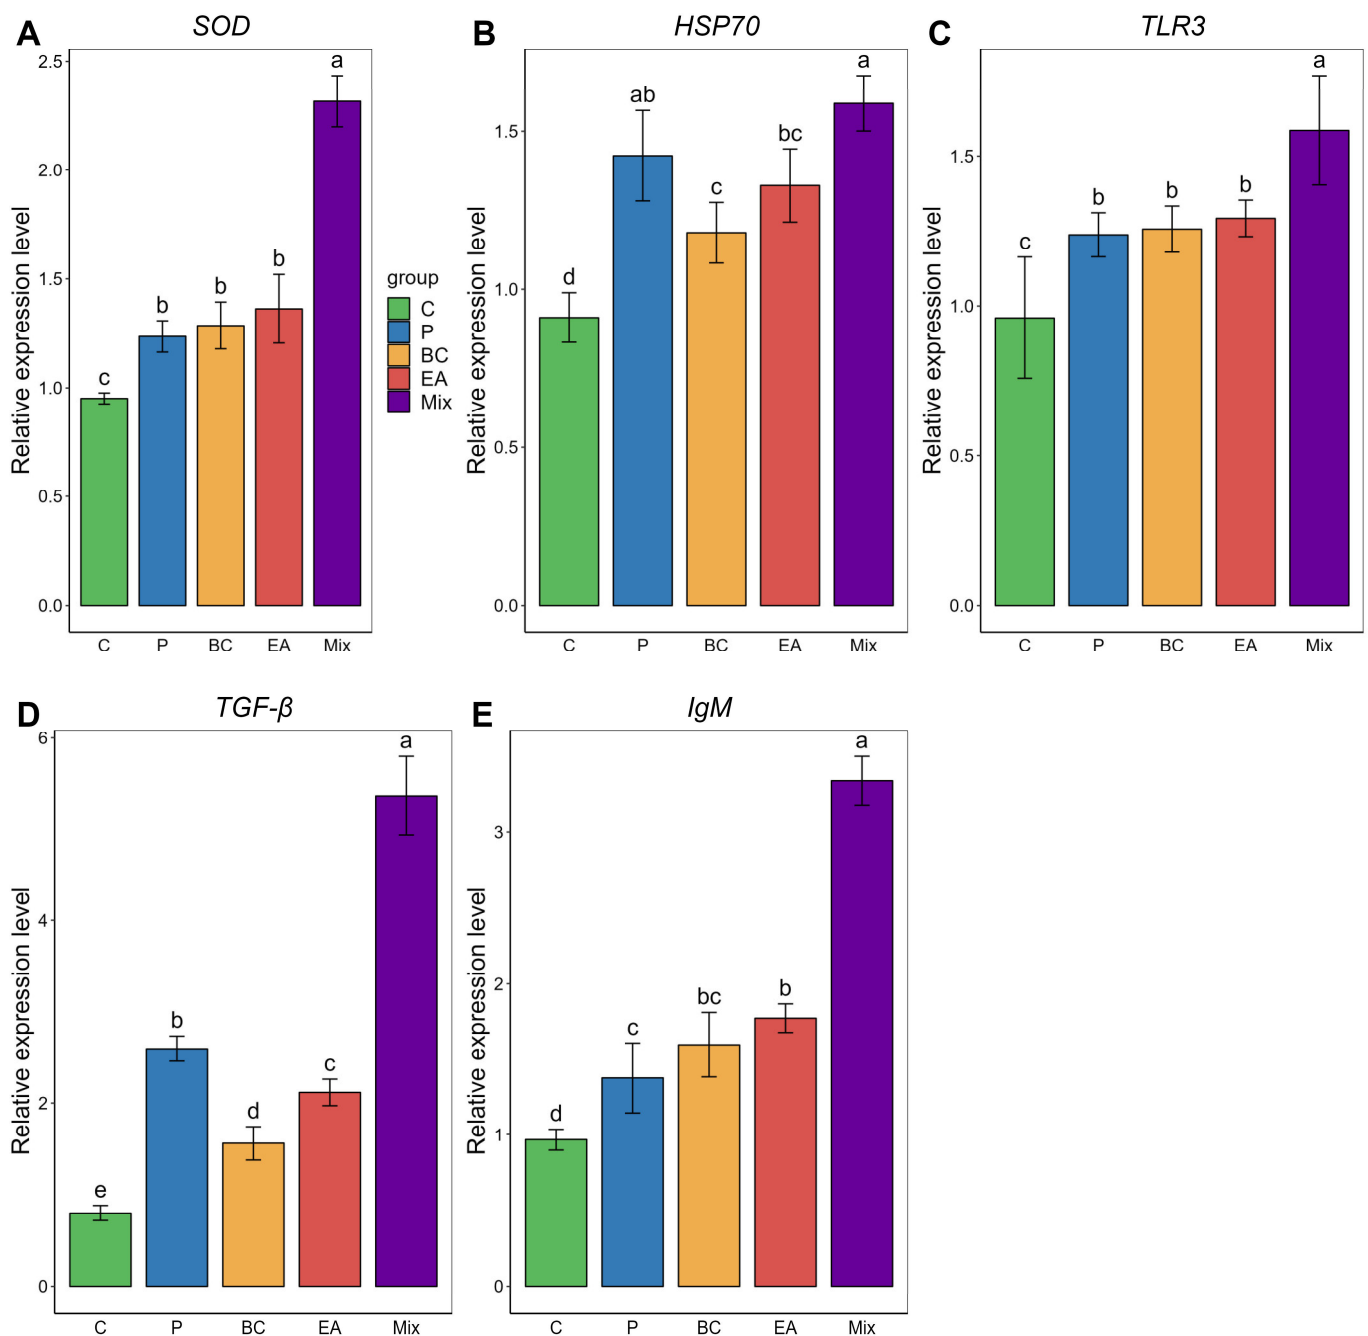 A
SOD
Relative expression level
2.5
2.0
1.5
1.0
0.5
0.0
c
b
b
b
a
C
P
BC
EA
Mix
group
C
P
BC
EA
Mix
B
HSP70
Relative expression level
1.5
1.0
0.5
0.0
d
ab
c
bc
a
C
P
BC
EA
Mix
C
TLR3
Relative expression level
1.5
1.0
0.5
0.0
c
b
b
b
a
C
P
BC
EA
Mix
D
TGF-β
Relative expression level
6
4
2
0
e
b
d
c
a
C
P
BC
EA
Mix
E
IgM
Relative expression level
3
2
1
0
d
c
bc
b
a
C
P
BC
EA
Mix